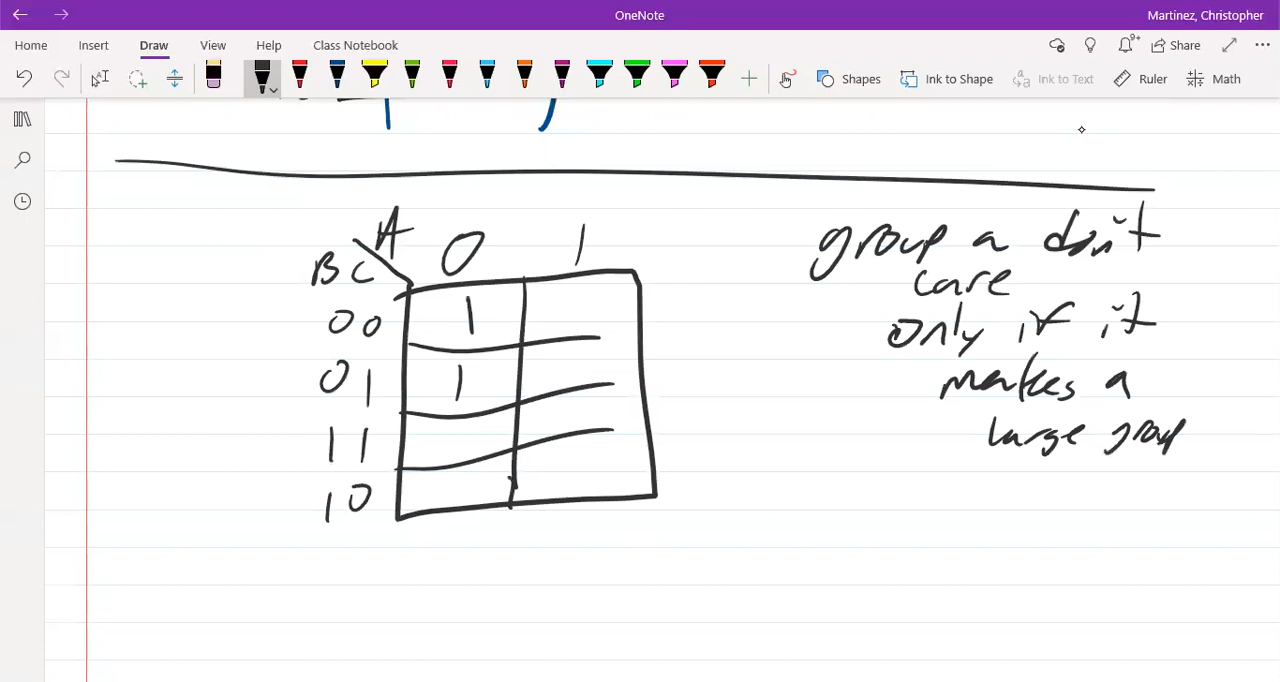 OneNote
Martínez, Christopher
Home Insert Draw View Help Class Notebook
Share
Shapes Ink to Shape Ink to Text Ruler Math
A 0 1
BC
00 1
01 1
11
10
group a don't
care
only if it
makes a
large group